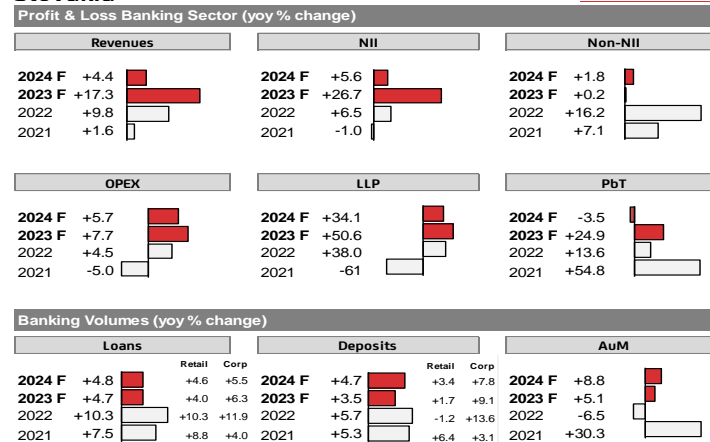 Profit & Loss Banking Sector (yoy % change)
Revenues NII Non-NII
2024 F +4.4 2024 F +5.6 2024 F +1.8
2023 F +17.3 2023 F +26.7 2023 F +0.2
2022 +9.8 2022 +6.5 2022 +16.2
2021 +1.6 2021 -1.0 2021 +7.1
OPEX LLP PbT
2024 F +5.7 2024 F +34.1 2024 F -3.5
2023 F +7.7 2023 F +50.6 2023 F +24.9
2022 +4.5 2022 +38.0 2022 +13.6
2021 -5.0 2021 -61 2021 +54.8
Banking Volumes (yoy % change)
Loans Deposits AuM
Retail Corp Retail Corp
2024 F +4.8 +4.6 +5.5 2024 F +4.7 +3.4 +7.8 2024 F +8.8
2023 F +4.7 +4.0 +6.3 2023 F +3.5 +1.7 +9.1 2023 F +5.1
2022 +10.3 +10.3 +11.9 2022 +5.7 -1.2 +13.6 2022 -6.5
2021 +7.5 +8.8 +4.0 2021 +5.3 +6.4 +3.1 2021 +30.3